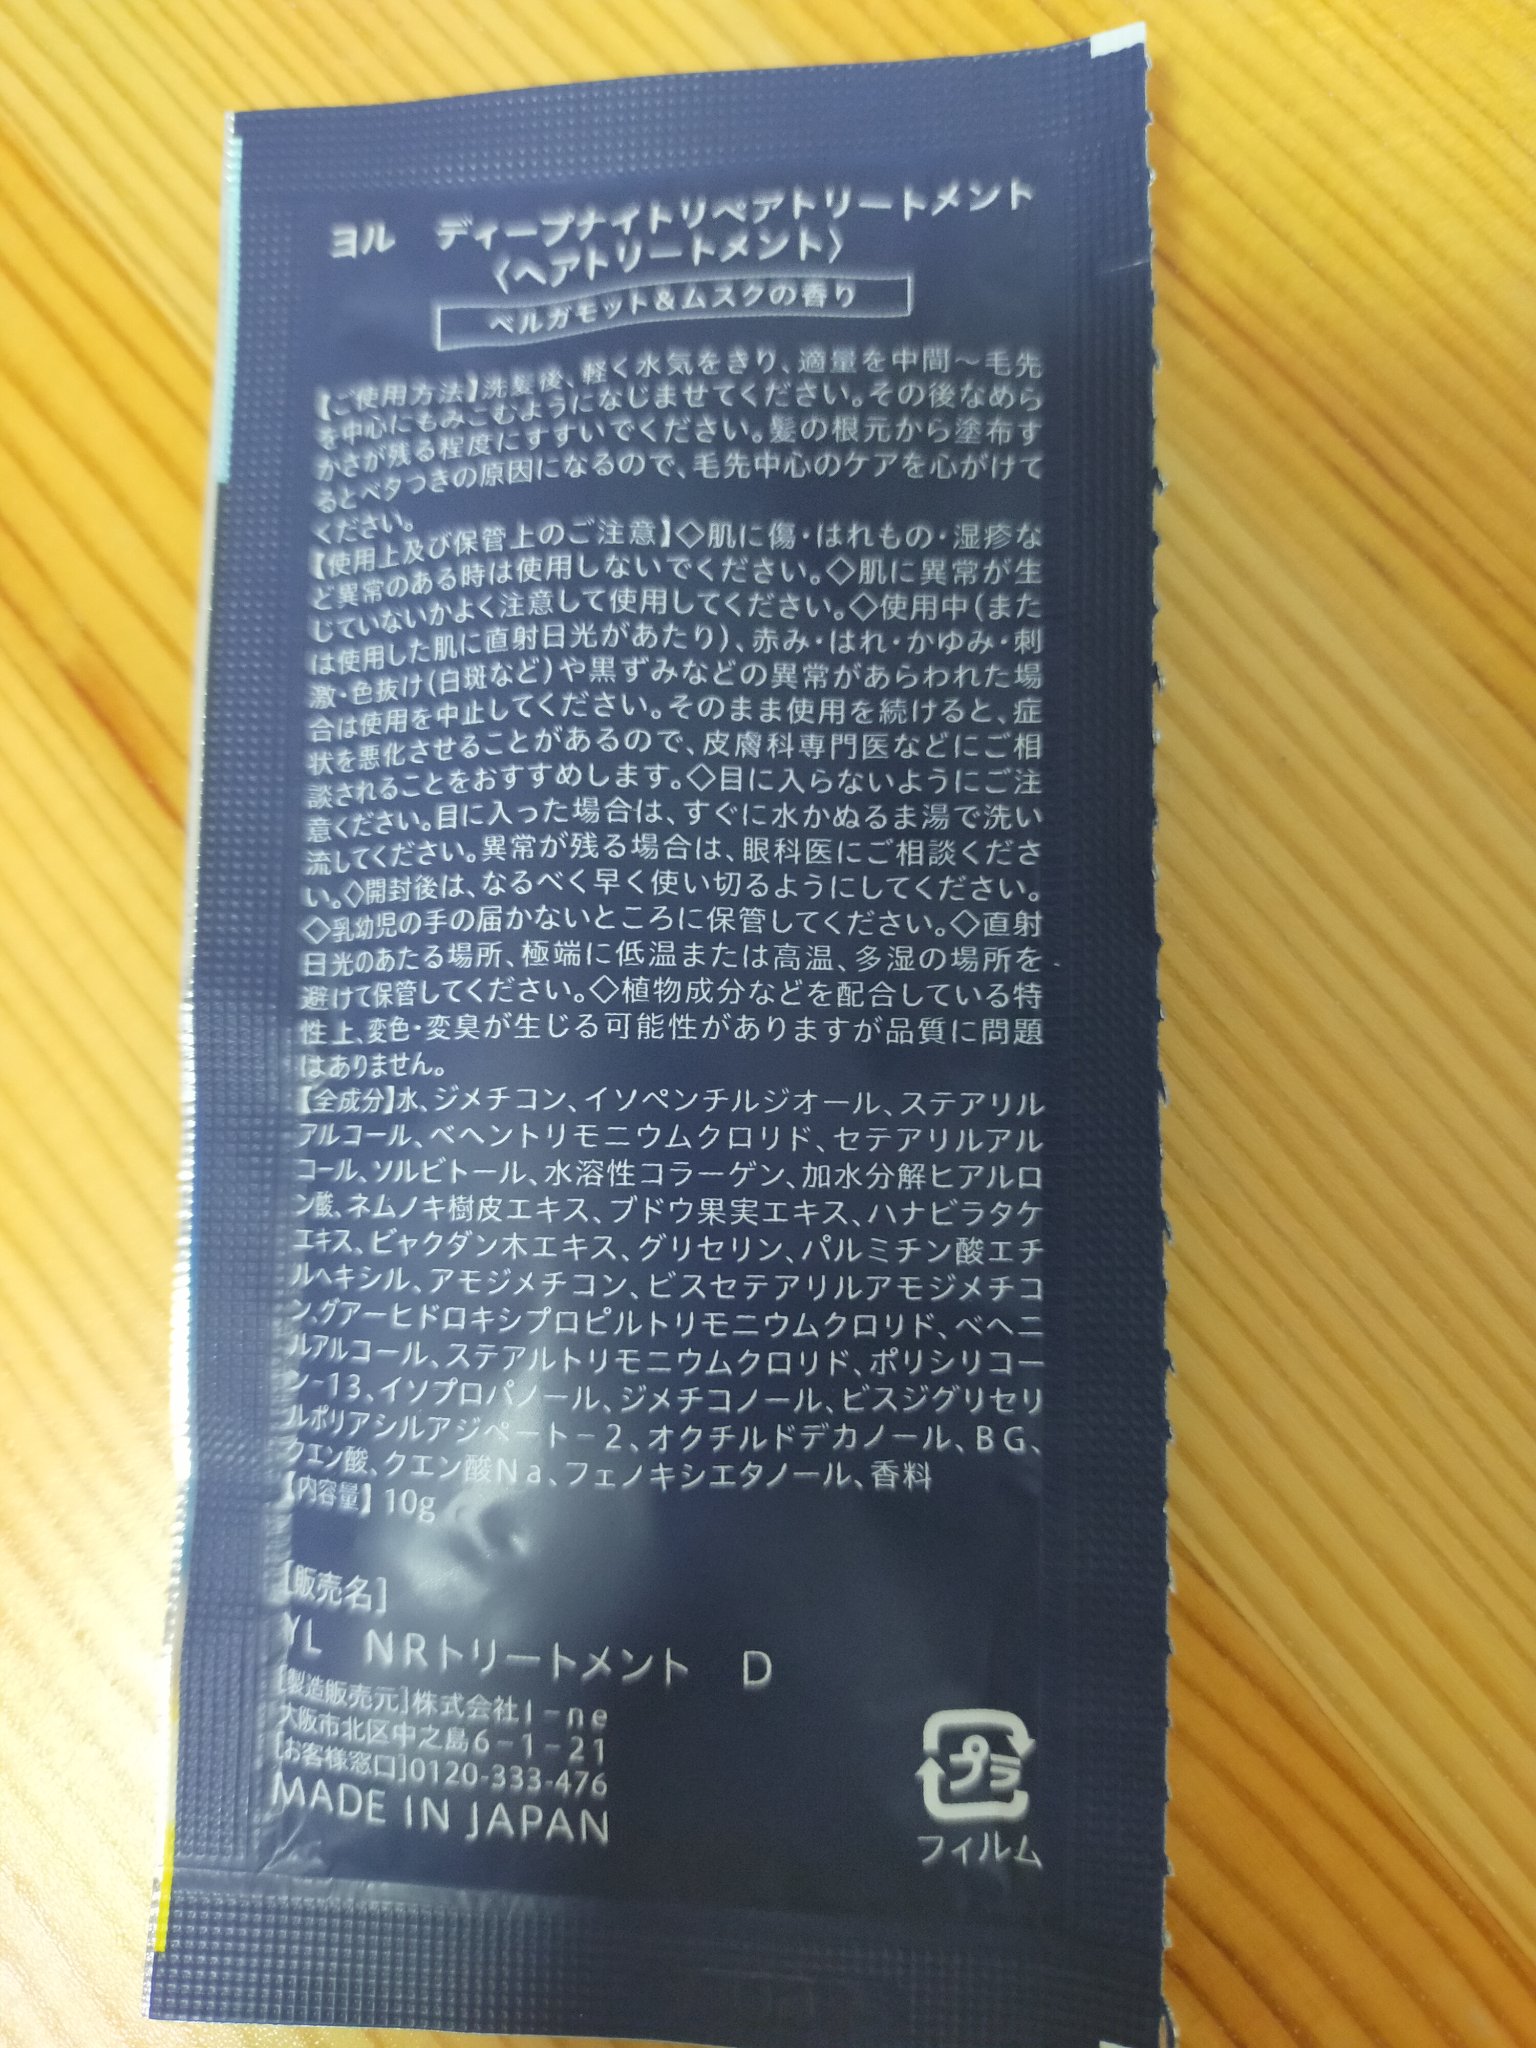 ヨル　ディープナイトリペアトリートメント
〈ヘアトリートメント〉
ベルガモット&ムスクの香り
【ご使用方法】洗髪後、軽く水気をきり、適量を中間～毛先
を中心にもみこむようになじませてください。その後なめら
かさが残る程度にすすいでください。髪の根元から塗布す
るとベタつきの原因になるので、毛先中心のケアを心がけて
ください。
【使用上及び保管上のご注意】◇肌に傷・はれもの・湿疹な
ど異常のある時は使用しないでください。◇肌に異常が生
じていないかよく注意して使用してください。◇使用中(また
は使用した肌に直射日光があたり)、赤み・はれ・かゆみ・刺
激・色抜け(白斑など)や黒ずみなどの異常があらわれた場
合は使用を中止してください。そのまま使用を続けると、症
状を悪化させることがあるので、皮膚科専門医などにご相
談されることをおすすめします。◇目に入らないようにご注
意ください。目に入った場合は、すぐに水かぬるま湯で洗い
流してください。異常が残る場合は、眼科医にご相談くださ
い。◇開封後は、なるべく早く使い切るようにしてください。
◇乳幼児の手の届かないところに保管してください。◇直射
日光のあたる場所、極端に低温または高温、多湿の場所を
避けて保管してください。◇植物成分などを配合している特
性上、変色・変臭が生じる可能性がありますが品質に問題
はありません。
【全成分】水、ジメチコン、イソペンチルジオール、ステアリル
アルコール、ベヘントリモニウムクロリド、セテアリルアル
コール、ソルビトール、水溶性コラーゲン、加水分解ヒアルロ
ン酸、ネムノキ樹皮エキス、ブドウ果実エキス、ハナビラタケ
エキス、ビャクダン木エキス、グリセリン、パルミチン酸エチ
ルヘキシル、アモジメチコン、ビスセテアリルアモジメチコ
ン、グアーヒドロキシプロピルトリモニウムクロリド、ベヘニ
ルアルコール、ステアルトリモニウムクロリド、ポリシリコー
ン-13、イソプロパノール、ジメチコノール、ビスジグリセリ
ルポリアシルアジペート－2、オクチルドデカノール、BG、
クエン酸、クエン酸Na、フェノキシエタノール、香料
【内容量】10g
[販売名]
YL　NRトリートメント　D
[製造販売元]株式会社I－ne
大阪市北区中之島6－1－21
[お客様窓口]0120-333-476
MADE IN JAPAN
プラ
フィルム